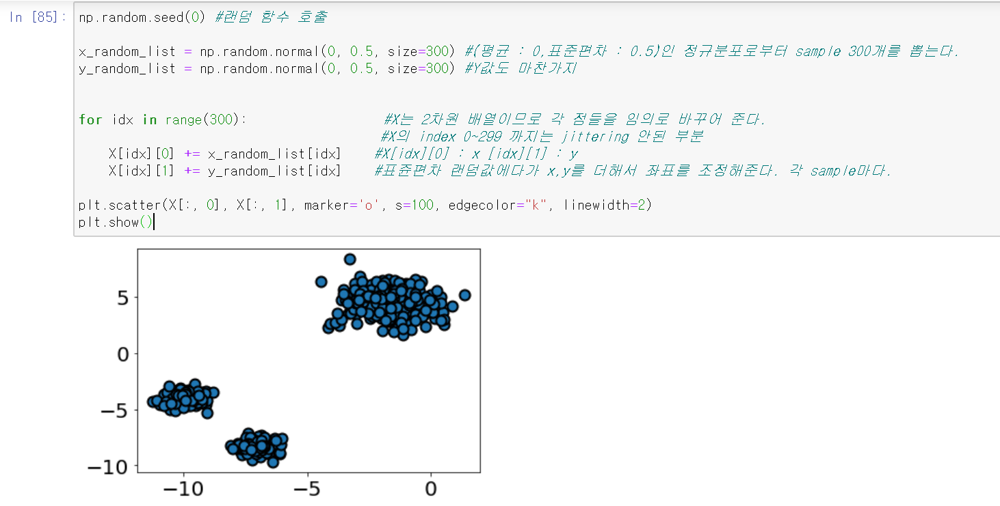 In [85]: np.random.seed(0) #랜덤 함수 호출
x_random_list = np.random.normal(0, 0.5, size=300) #(평균 : 0,표준편차 : 0.5)인 정규분포로부터 sample 300개를 뽑는다.
y_random_list = np.random.normal(0, 0.5, size=300) #Y값도 마찬가지
for idx in range(300): #X는 2차원 배열이므로 각 점들을 임의로 바꾸어 준다.
#X의 index 0~299 까지는 jittering 안된 부분
X[idx][0] += x_random_list[idx] #X[idx][0] : x [idx][1] : y
X[idx][1] += y_random_list[idx] #표준편차 랜덤값에다가 x,y를 더해서 좌표를 조정해준다. 각 sample마다.
plt.scatter(X[:, 0], X[:, 1], marker='o', s=100, edgecolor="k", linewidth=2)
plt.show()
5
0
−5
−10
−10 −5 0